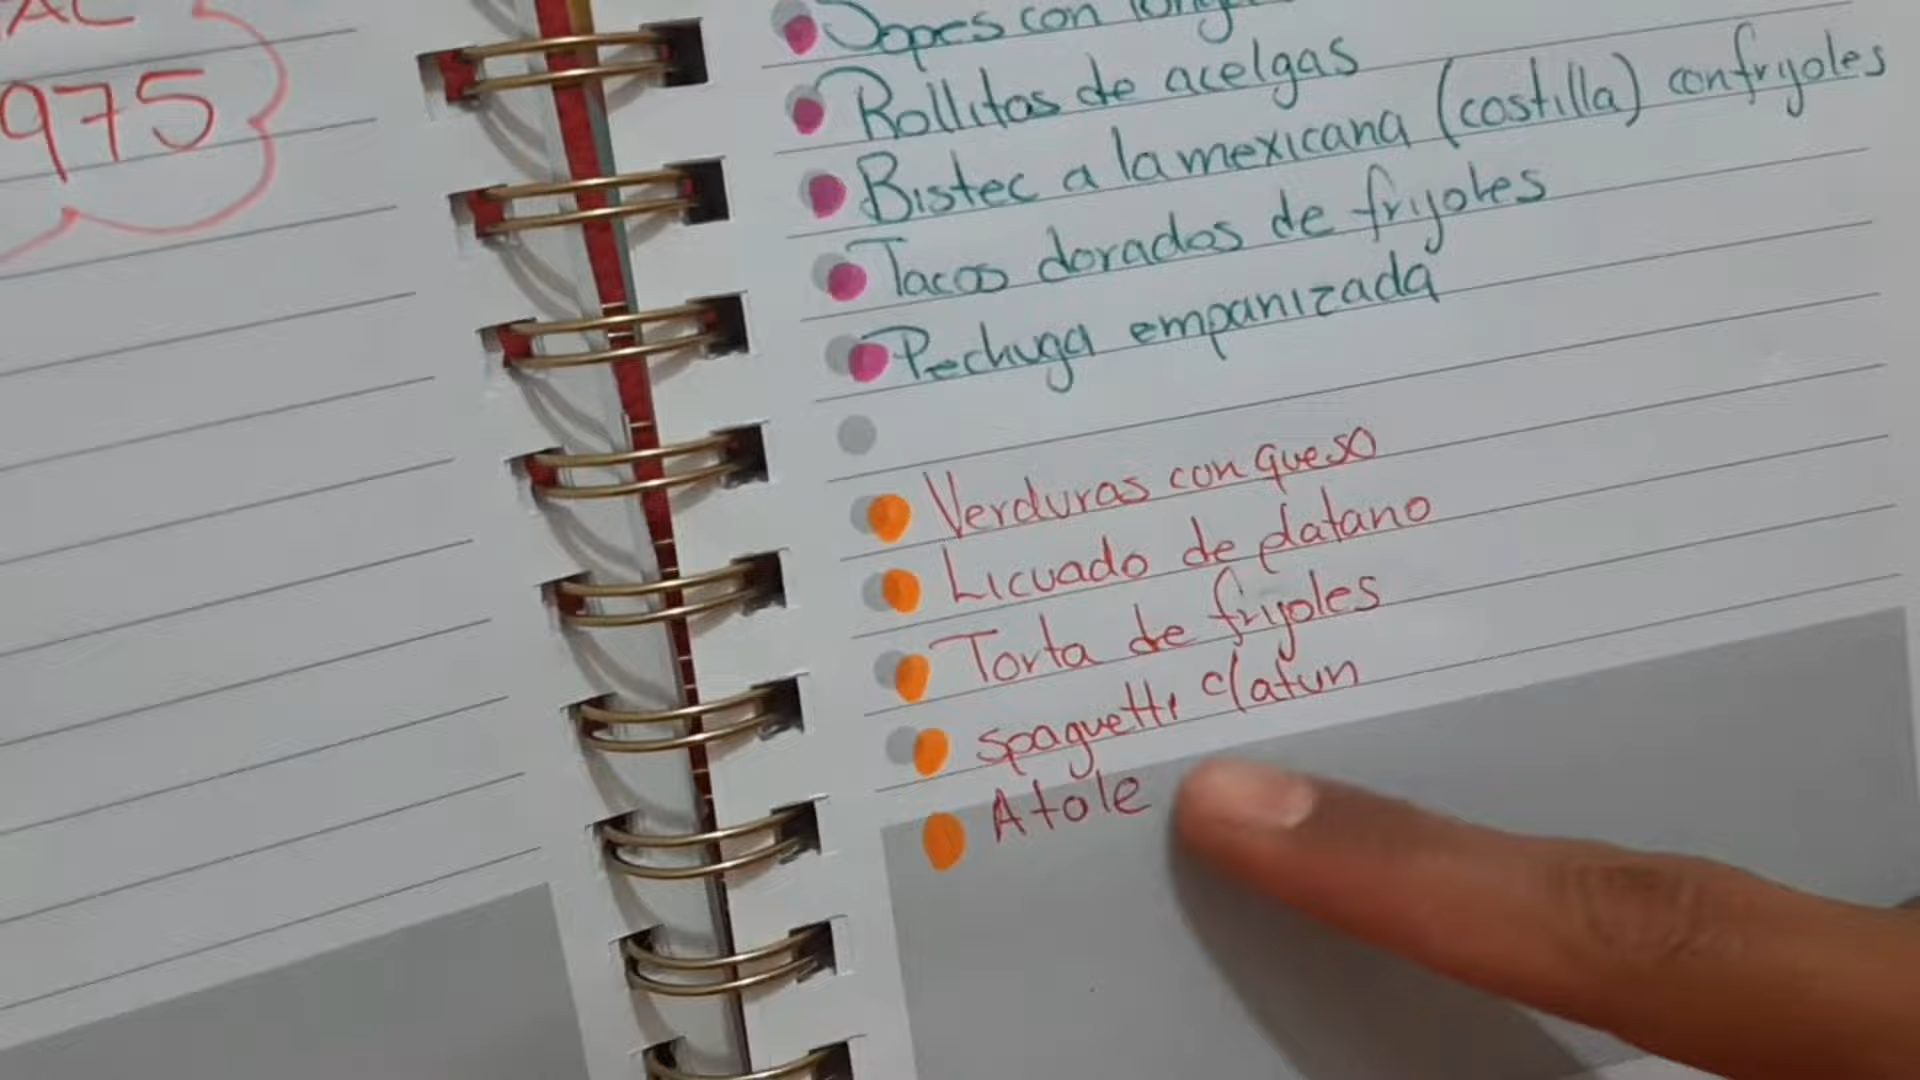 975
Sopes con
Rollitos de acelgas
Bistec a la mexicana (costilla) con frijoles
Tacos dorados de frijoles
Pechuga empanizada
Verduras con queso
Licuado de platano
Torta de frijoles
Spaguetti c/atun
Atole